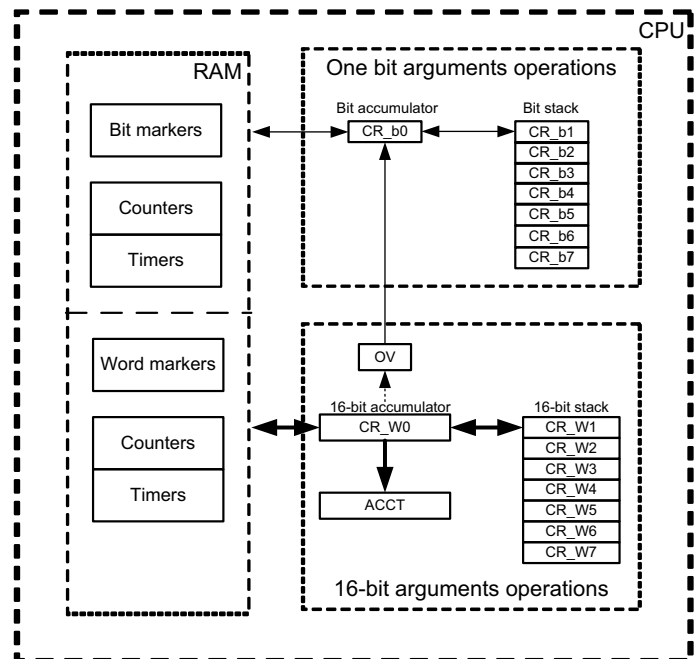 CPU
RAM
Bit markers
Counters
Timers
Word markers
Counters
Timers
One bit arguments operations
Bit accumulator
CR_b0
Bit stack
CR_b1
CR_b2
CR_b3
CR_b4
CR_b5
CR_b6
CR_b7
OV
16-bit accumulator
CR_W0
ACCT
16-bit stack
CR_W1
CR_W2
CR_W3
CR_W4
CR_W5
CR_W6
CR_W7
16-bit arguments operations